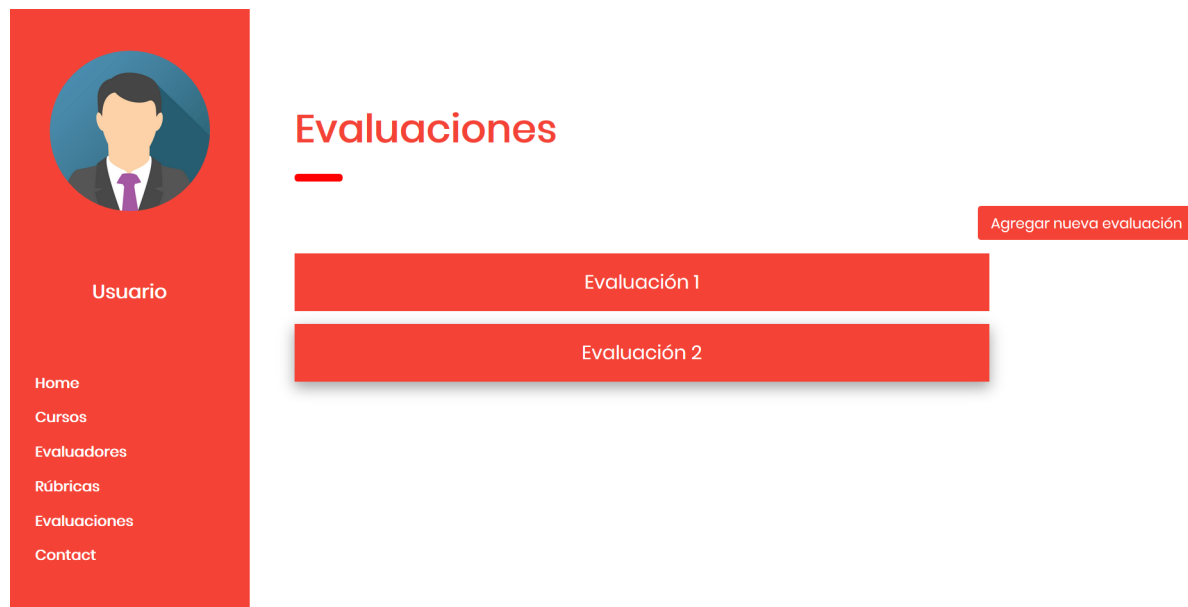 Usuario
Home
Cursos
Evaluadores
Rúbricas
Evaluaciones
Contact
Evaluaciones
Agregar nueva evaluación
Evaluación 1
Evaluación 2